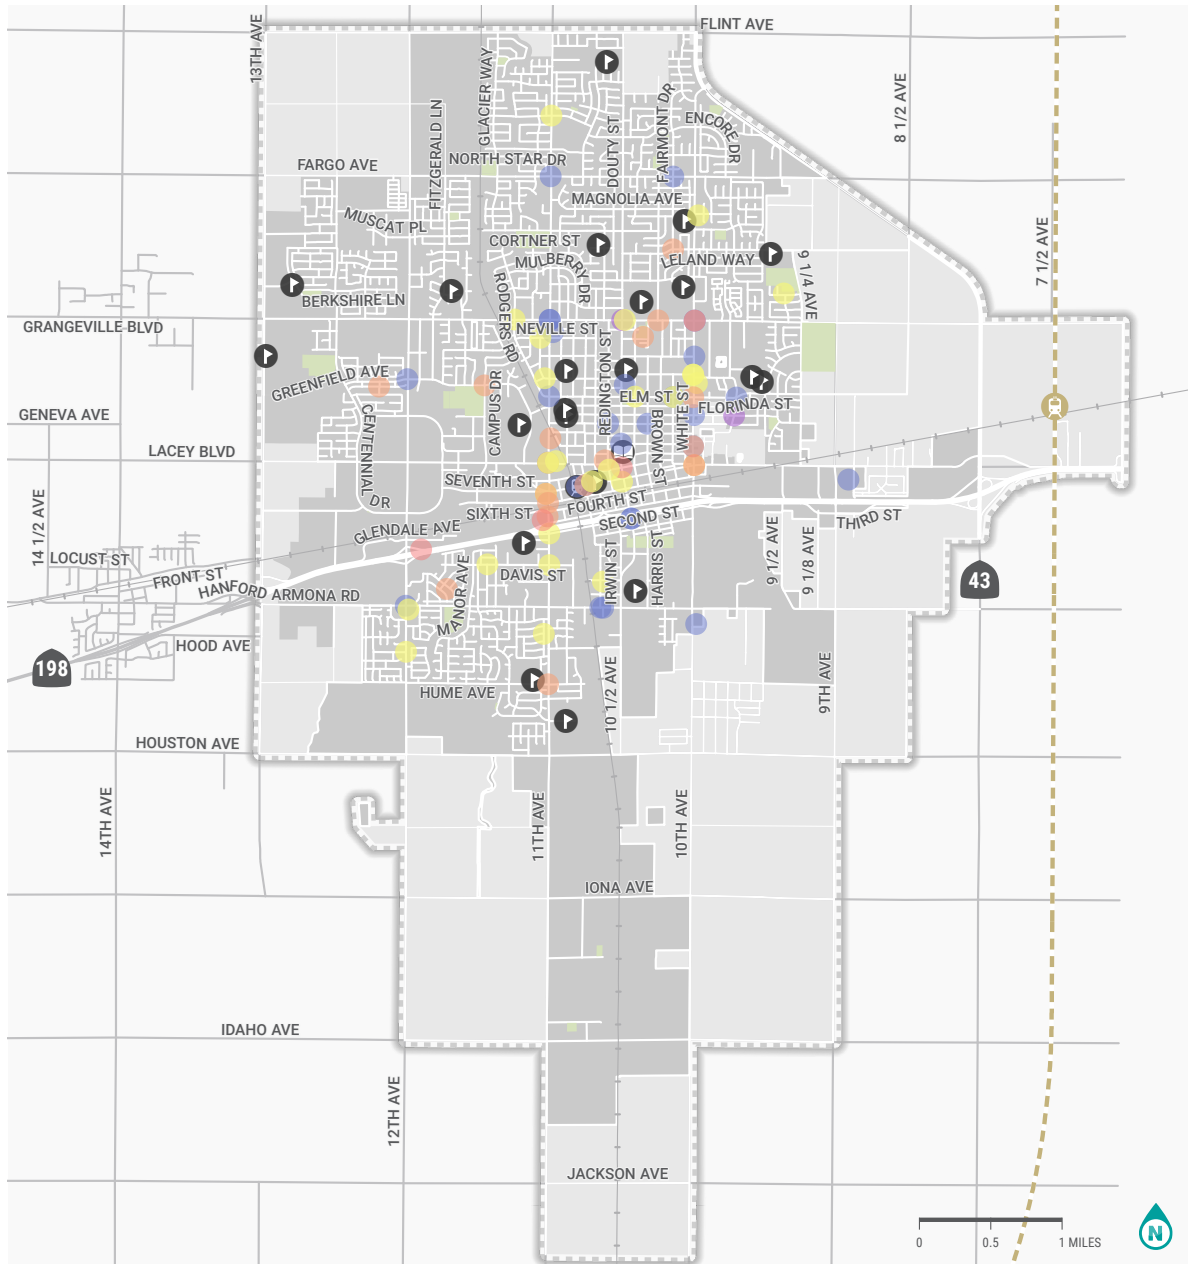 FLINT AVE
13TH AVE
GLACIER WAY
8 1/2 AVE
FITZGERALD LN
DOUTY ST
FAIRMONT DR
ENCORE DR
FARGO AVE
NORTH STAR DR
MAGNOLIA AVE
MUSCAT PL
CORTNER ST
MULBERRY DR
LELAND WAY
9 1/4 AVE
7 1/2 AVE
BERKSHIRE LN
RODGERS RD
GRANGEVILLE BLVD
NEVILLE ST
REDINGTON ST
GREENFIELD AVE
CAMPUS DR
ELM ST
WHITE ST
FLORINDA ST
GENEVA AVE
CENTENNIAL DR
BROWN ST
LACEY BLVD
SEVENTH ST
14 1/2 AVE
FOURTH ST
SIXTH ST
SECOND ST
THIRD ST
GLENDALE AVE
9 1/2 AVE
9 1/8 AVE
LOCUST ST
FRONT ST
DAVIS ST
IRWIN ST
HARRIS ST
43
HANFORD ARMONA RD
MANOR AVE
HOOD AVE
198
HUME AVE
10 1/2 AVE
9TH AVE
HOUSTON AVE
14TH AVE
11TH AVE
10TH AVE
IONA AVE
IDAHO AVE
12TH AVE
JACKSON AVE
0 0.5 1 MILES
N